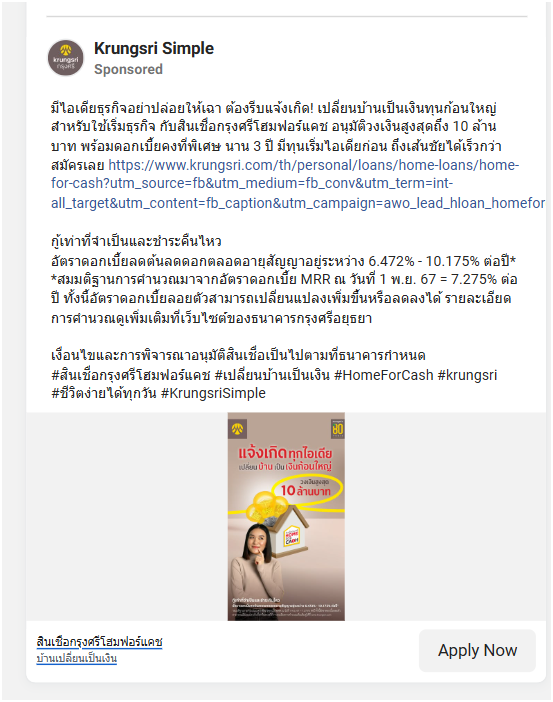 Krungsri Simple
Sponsored
krungsri
กรุงศรี
มีไอเดียธุรกิจอย่าปล่อยให้เฉา ต้องรีบแจ้งเกิด! เปลี่ยนบ้านเป็นเงินทุนก้อนใหญ่
สำหรับใช้เริ่มธุรกิจ กับสินเชื่อกรุงศรีโฮมฟอร์แคช อนุมัติวงเงินสูงสุดถึง 10 ล้าน
บาท พร้อมดอกเบี้ยคงที่พิเศษ นาน 3 ปี มีทุนเริ่มไอเดียก่อน ถึงเส้นชัยได้เร็วกว่า
สมัครเลย https://www.krungsri.com/th/personal/loans/home-loans/home-
for-cash?utm_source=fb&utm_medium=fb_conv&utm_term=int-
all_target&utm_content=fb_caption&utm_campaign=awo_lead_hloan_homefor
กู้เท่าที่จำเป็นและชำระคืนไหว
อัตราดอกเบี้ยลดต้นลดดอกตลอดอายุสัญญาอยู่ระหว่าง 6.472% - 10.175% ต่อปี*
*สมมติฐานการคำนวณมาจากอัตราดอกเบี้ย MRR ณ วันที่ 1 พ.ย. 67 = 7.275% ต่อ
ปี ทั้งนี้อัตราดอกเบี้ยลอยตัวสามารถเปลี่ยนแปลงเพิ่มขึ้นหรือลดลงได้ รายละเอียด
การคำนวณดูเพิ่มเติมที่เว็บไซต์ของธนาคารกรุงศรีอยุธยา
เงื่อนไขและการพิจารณาอนุมัติสินเชื่อเป็นไปตามที่ธนาคารกำหนด
#สินเชื่อกรุงศรีโฮมฟอร์แคช #เปลี่ยนบ้านเป็นเงิน #HomeForCash #krungsri
#ชีวิตง่ายได้ทุกวัน #KrungsriSimple
แจ้งเกิดทุกไอเดีย
เปลี่ยน บ้าน เป็น เงินก้อนใหญ่
วงเงินสูงสุด
10 ล้านบาท
HOME FOR CASH
กู้เท่าที่จำเป็นและชำระคืนไหว
สินเชื่อกรุงศรีโฮมฟอร์แคช
บ้านเปลี่ยนเป็นเงิน
Apply Now